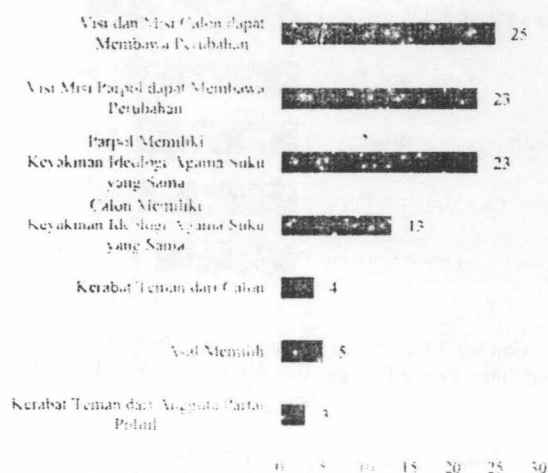 Visi dan Misi Calon dapat
Membawa Perubahan
25
Visi Misi Parpol dapat Membawa
Perubahan
23
Parpol Memiliki
Keyakinan Ideologi Agama Suku
yang Sama
23
Calon Memiliki
Keyakinan Ideologi Agama Suku
yang Sama
13
Kerabat Teman dari Calon
4
Asal Memilih
5
Kerabat Teman dari Anggota Partai
3
0 5 10 15 20 25 30